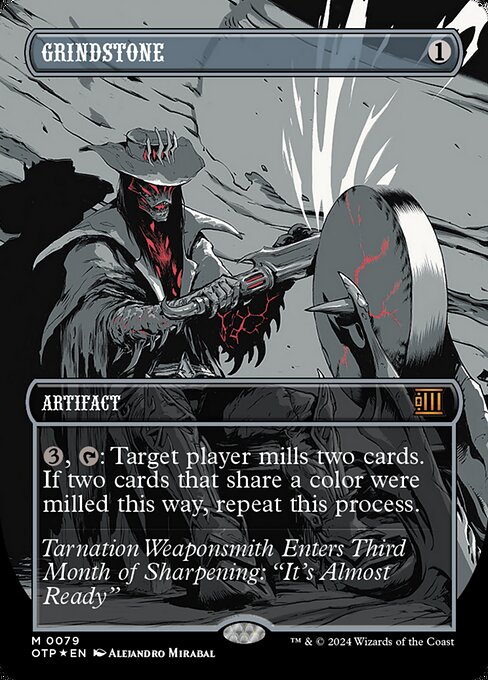 GRINDSTONE
1
ARTIFACT
3, : Target player mills two cards.
If two cards that share a color were
milled this way, repeat this process.
Tarnation Weaponsmith Enters Third
Month of Sharpening: “It’s Almost
Ready”
M 0079
™ & © 2024 Wizards of the Coast
OTP★EN Alejandro Mirabal